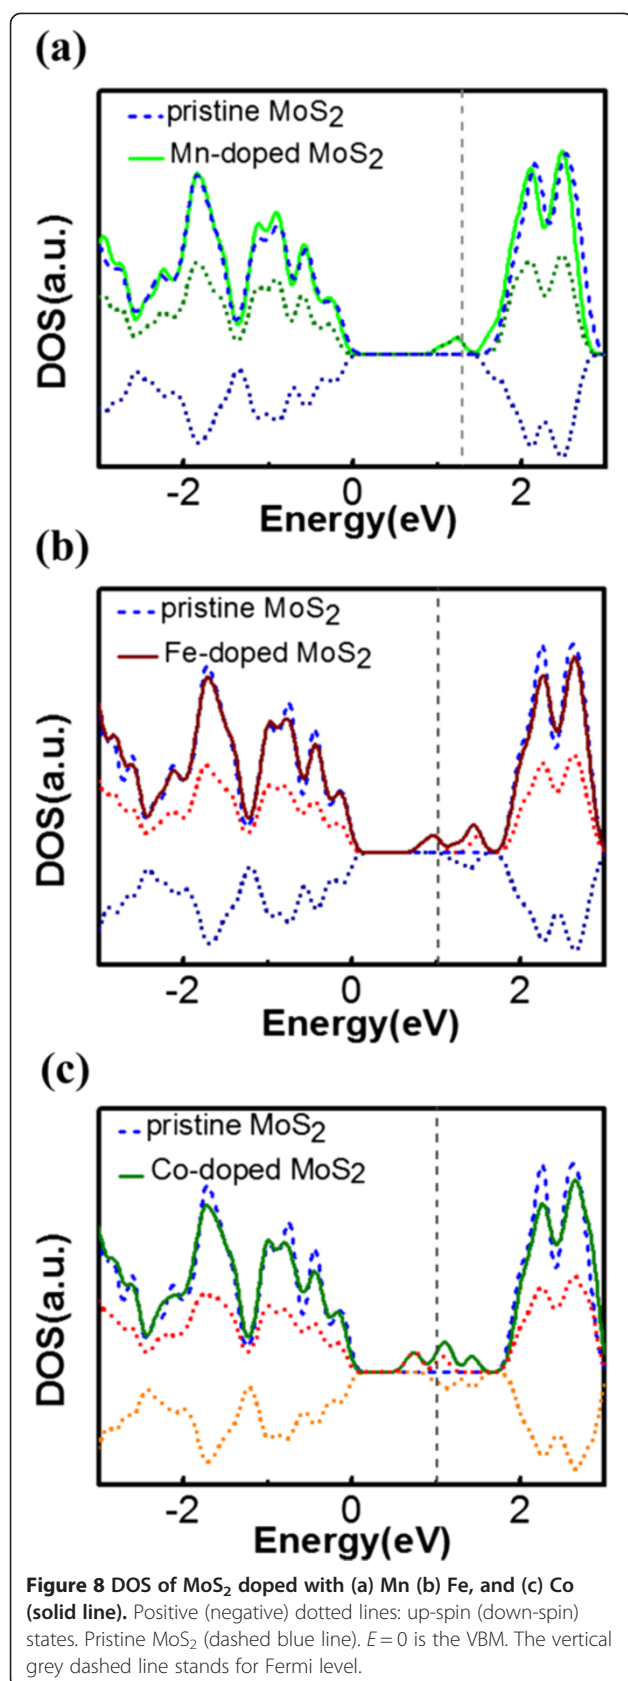 (a)
pristine MoS2
Mn-doped MoS2
DOS(a.u.)
-2 0 2
Energy(eV)
(b)
pristine MoS2
Fe-doped MoS2
DOS(a.u.)
-2 0 2
Energy(eV)
(c)
pristine MoS2
Co-doped MoS2
DOS(a.u.)
-2 0 2
Energy(eV)
Figure 8 DOS of MoS2 doped with (a) Mn (b) Fe, and (c) Co
(solid line). Positive (negative) dotted lines: up-spin (down-spin)
states. Pristine MoS2 (dashed blue line). E = 0 is the VBM. The vertical
grey dashed line stands for Fermi level.